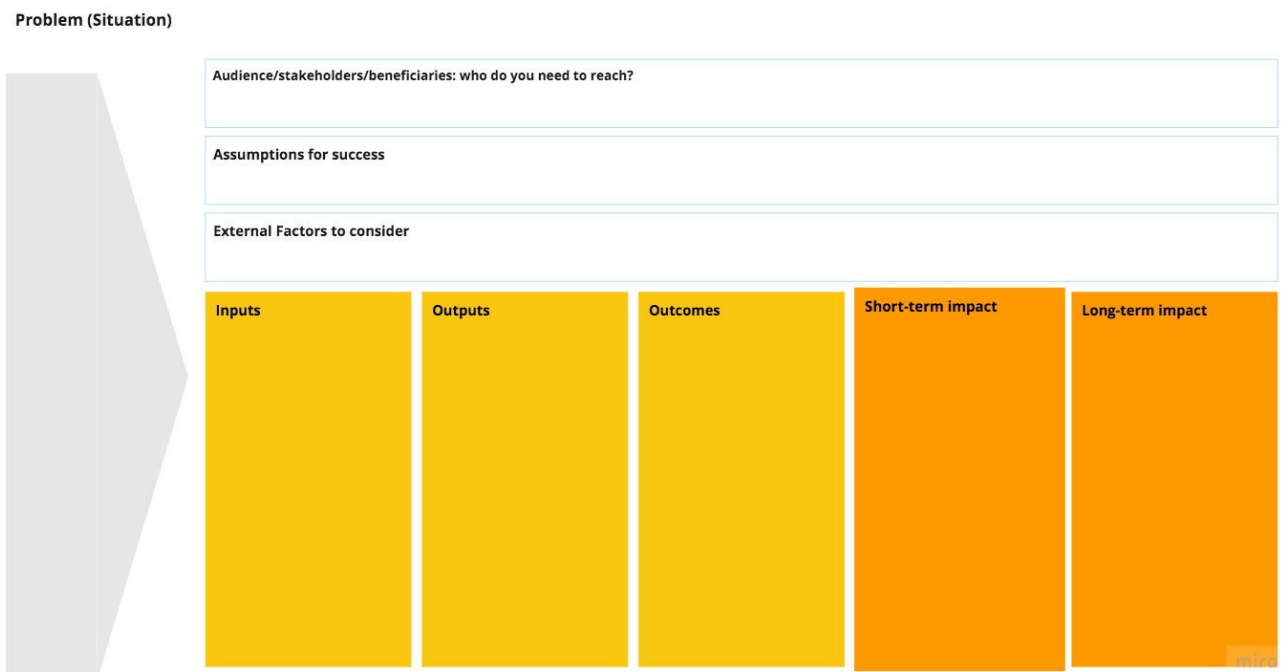 Problem (Situation)
Audience/stakeholders/beneficiaries: who do you need to reach?
Assumptions for success
External Factors to consider
Inputs
Outputs
Outcomes
Short-term impact
Long-term impact
miro